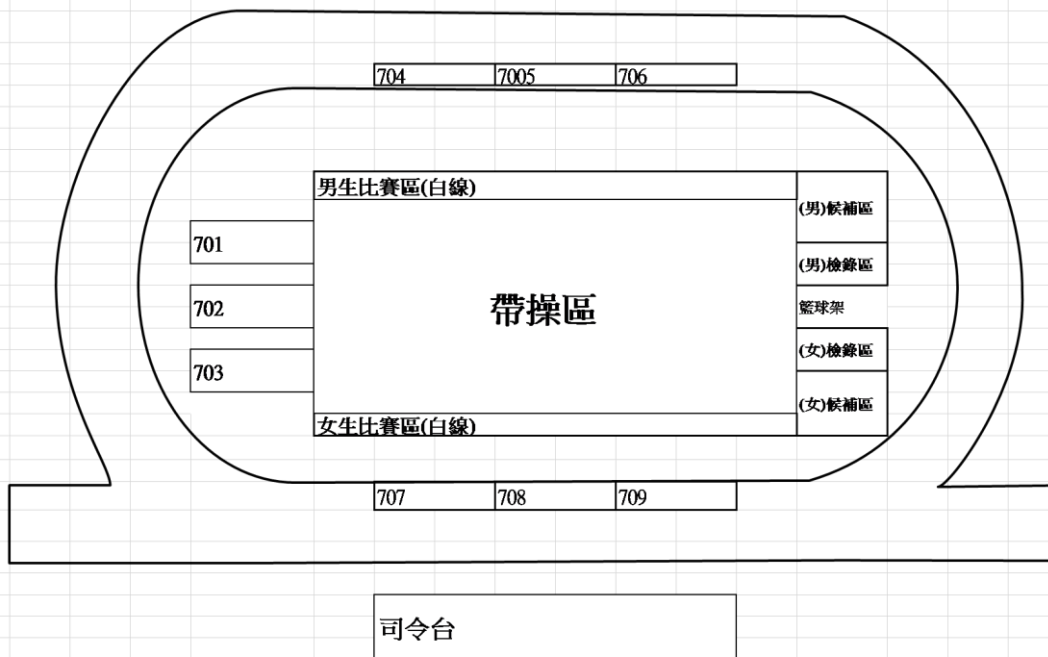 704
7005
706
男生比賽區(白線)
(男)候補區
701
(男)檢錄區
702
帶操區
籃球架
703
(女)檢錄區
(女)候補區
女生比賽區(白線)
707
708
709
司令台